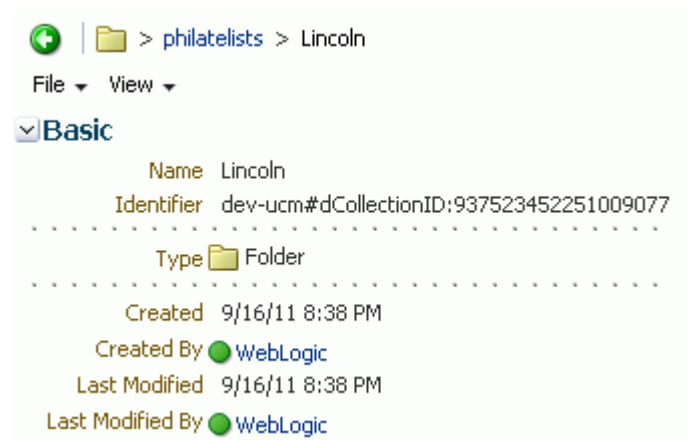 > philatelists > Lincoln
File View
Basic
Name Lincoln
Identifier dev-ucm#dCollectionID:937523452251009077
Type Folder
Created 9/16/11 8:38 PM
Created By WebLogic
Last Modified 9/16/11 8:38 PM
Last Modified By WebLogic